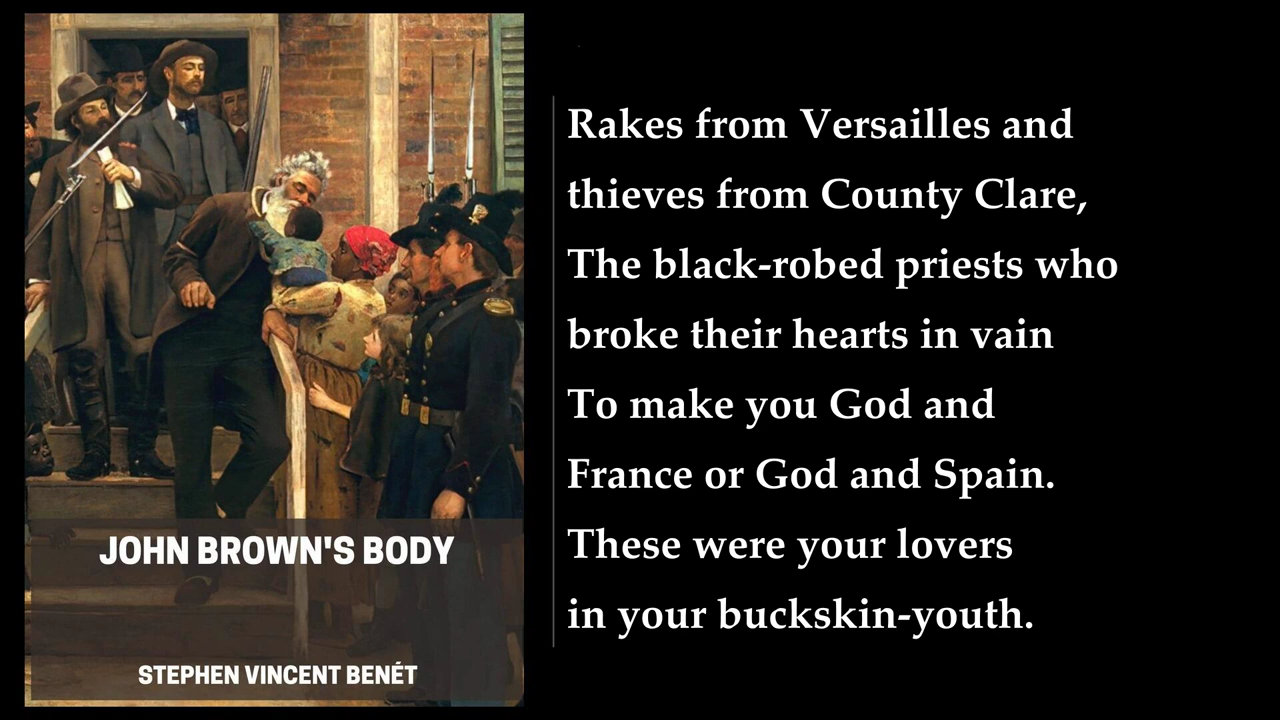 JOHN BROWN'S BODY
STEPHEN VINCENT BENÉT
Rakes from Versailles and
thieves from County Clare,
The black-robed priests who
broke their hearts in vain
To make you God and
France or God and Spain.
These were your lovers
in your buckskin-youth.